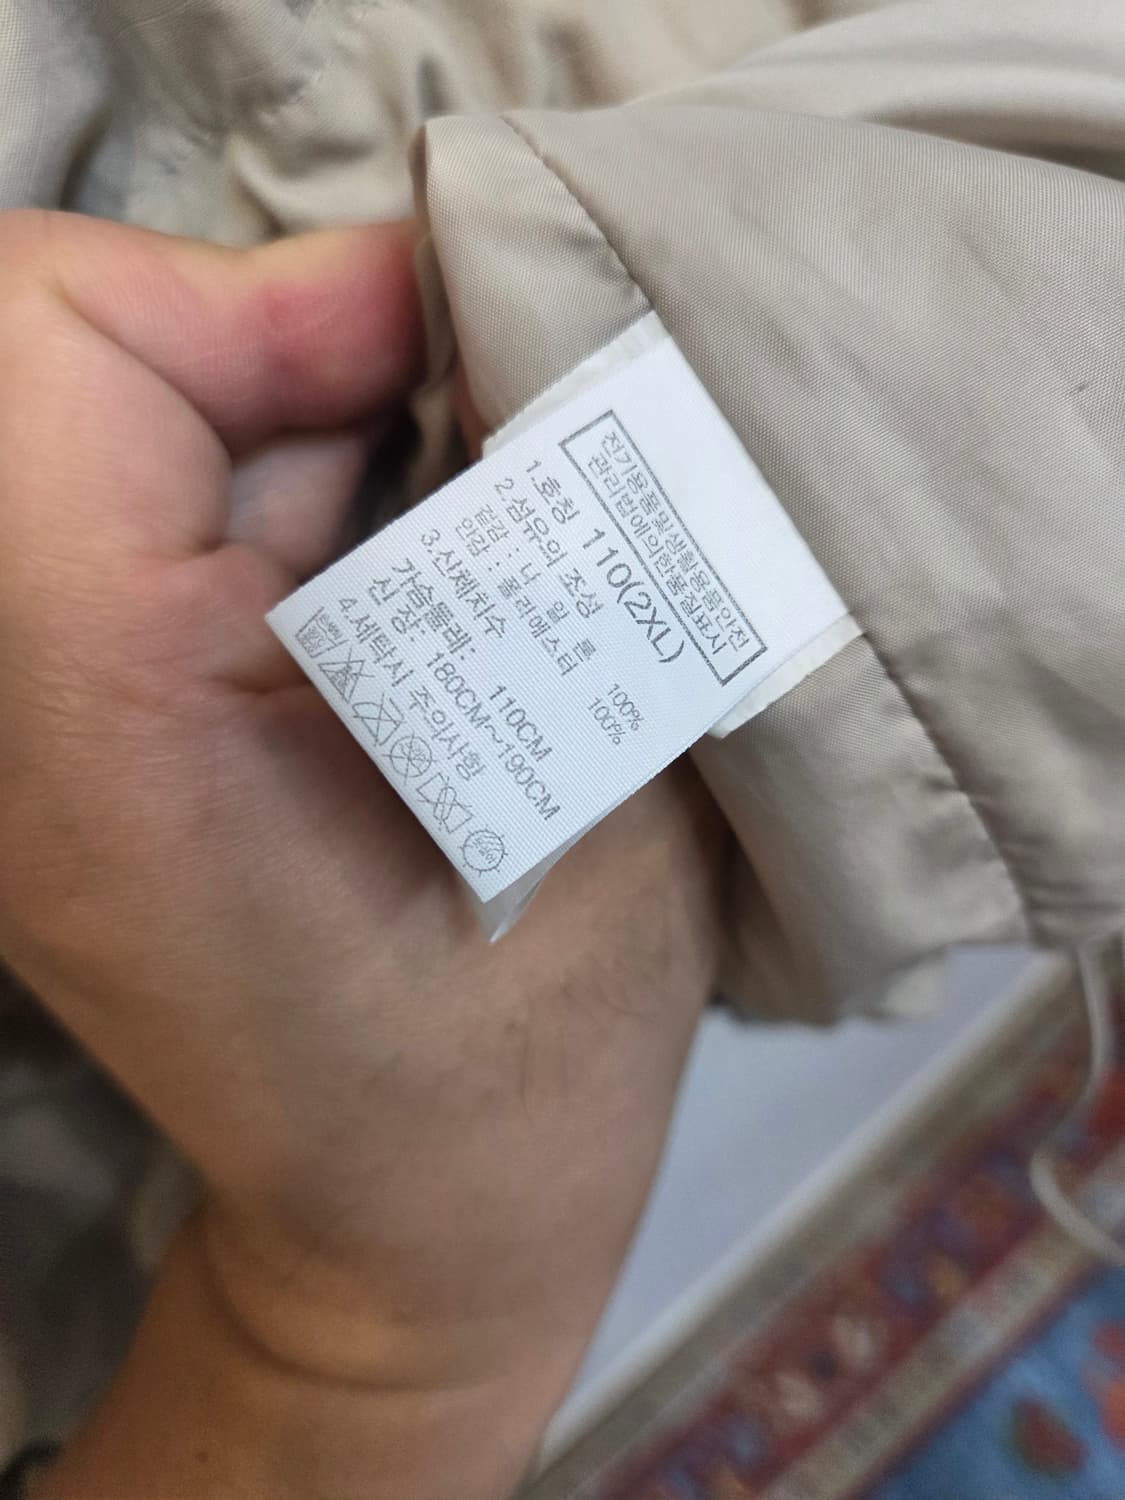 전기용품및생활용품안전
관리법에의한품질표시
1.호칭 110(2XL)
2.섬유의 조성
겉감 : 나 일 론 100%
안감 : 폴리에스터 100%
3.신체치수
가슴둘레: 110CM
신 장: 180CM~190CM
4.세탁시 주의사항